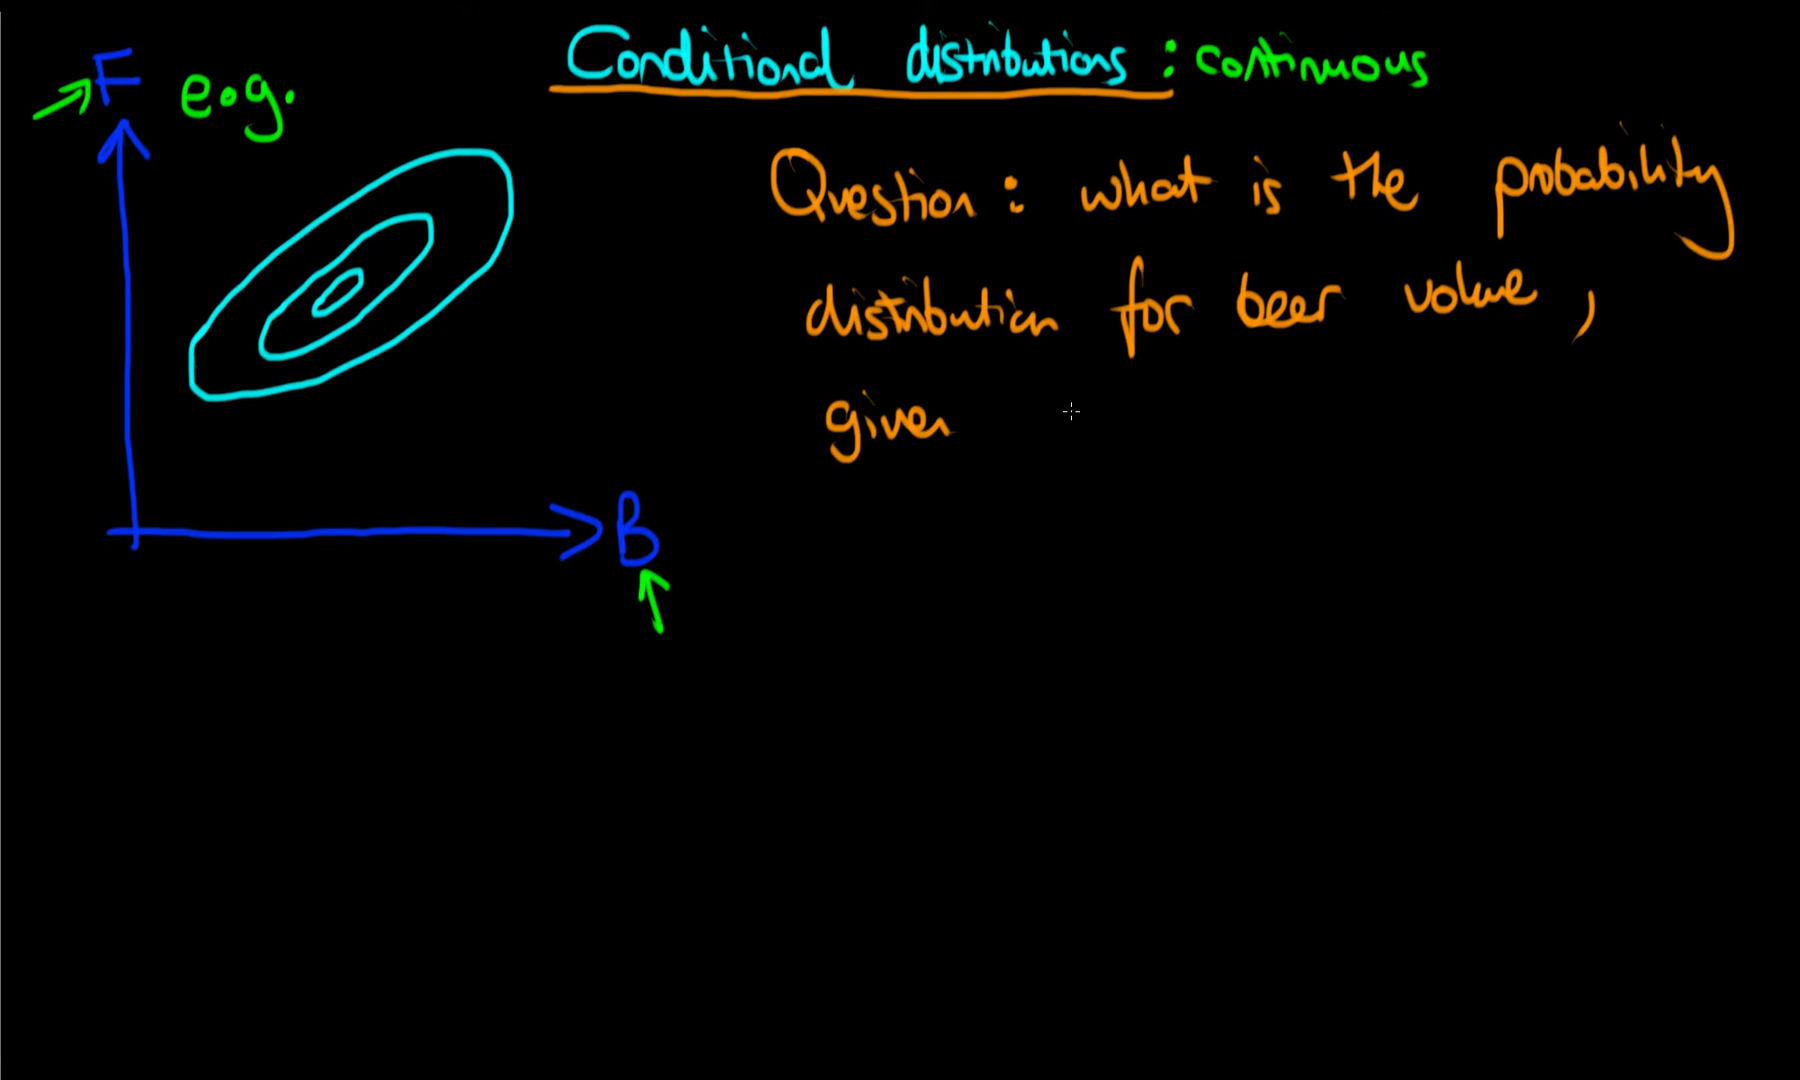 Conditional distributions : continuous
F e.g.
Question : what is the probability
distribution for beer volume ,
given
B